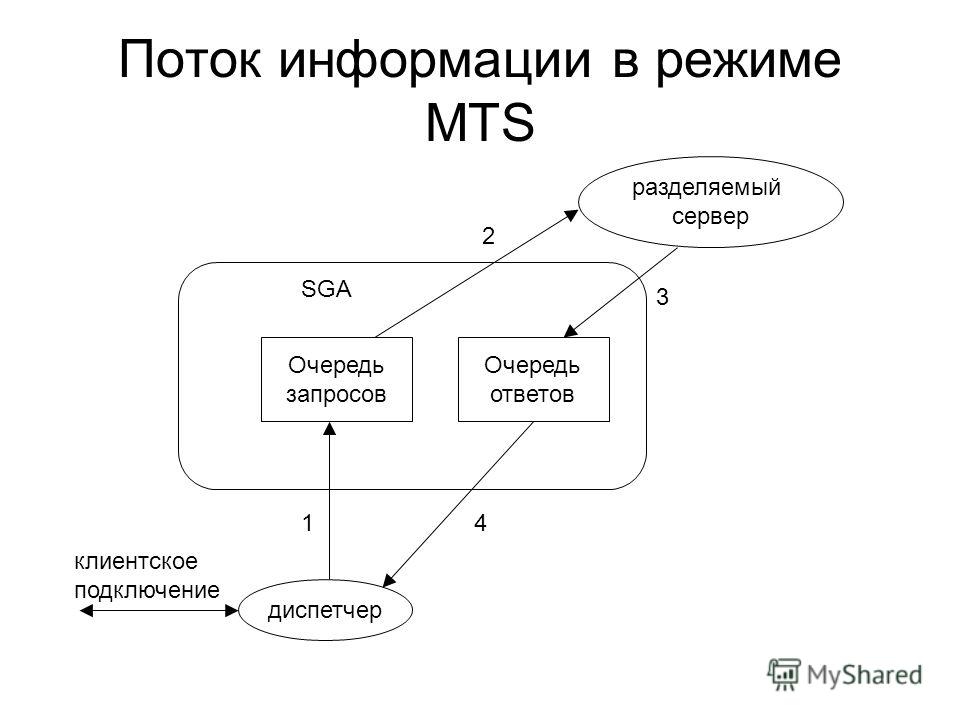 Поток информации в режиме
MTS
разделяемый
сервер
2
SGA
3
Очередь
запросов
Очередь
ответов
1
4
клиентское
подключение
диспетчер
MyShared